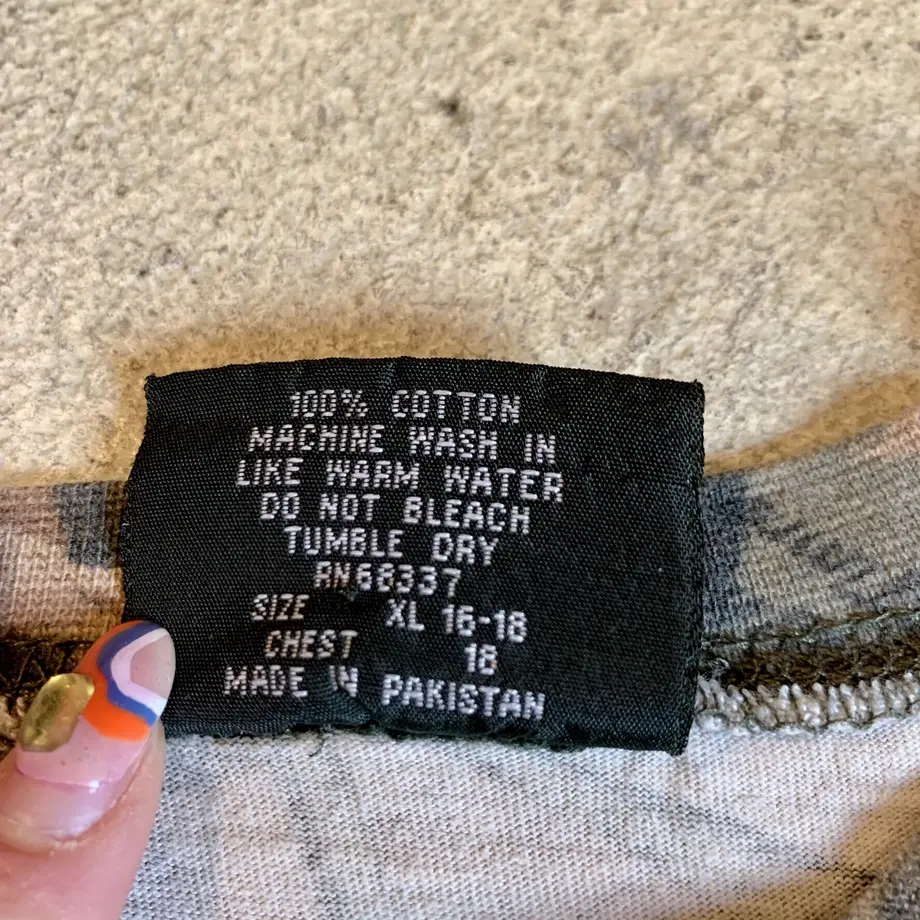 100% COTTON
MACHINE WASH IN
LIKE WARM WATER
DO NOT BLEACH
TUMBLE DRY
RN68337
SIZE XL 16-18
CHEST 18
MADE IN PAKISTAN